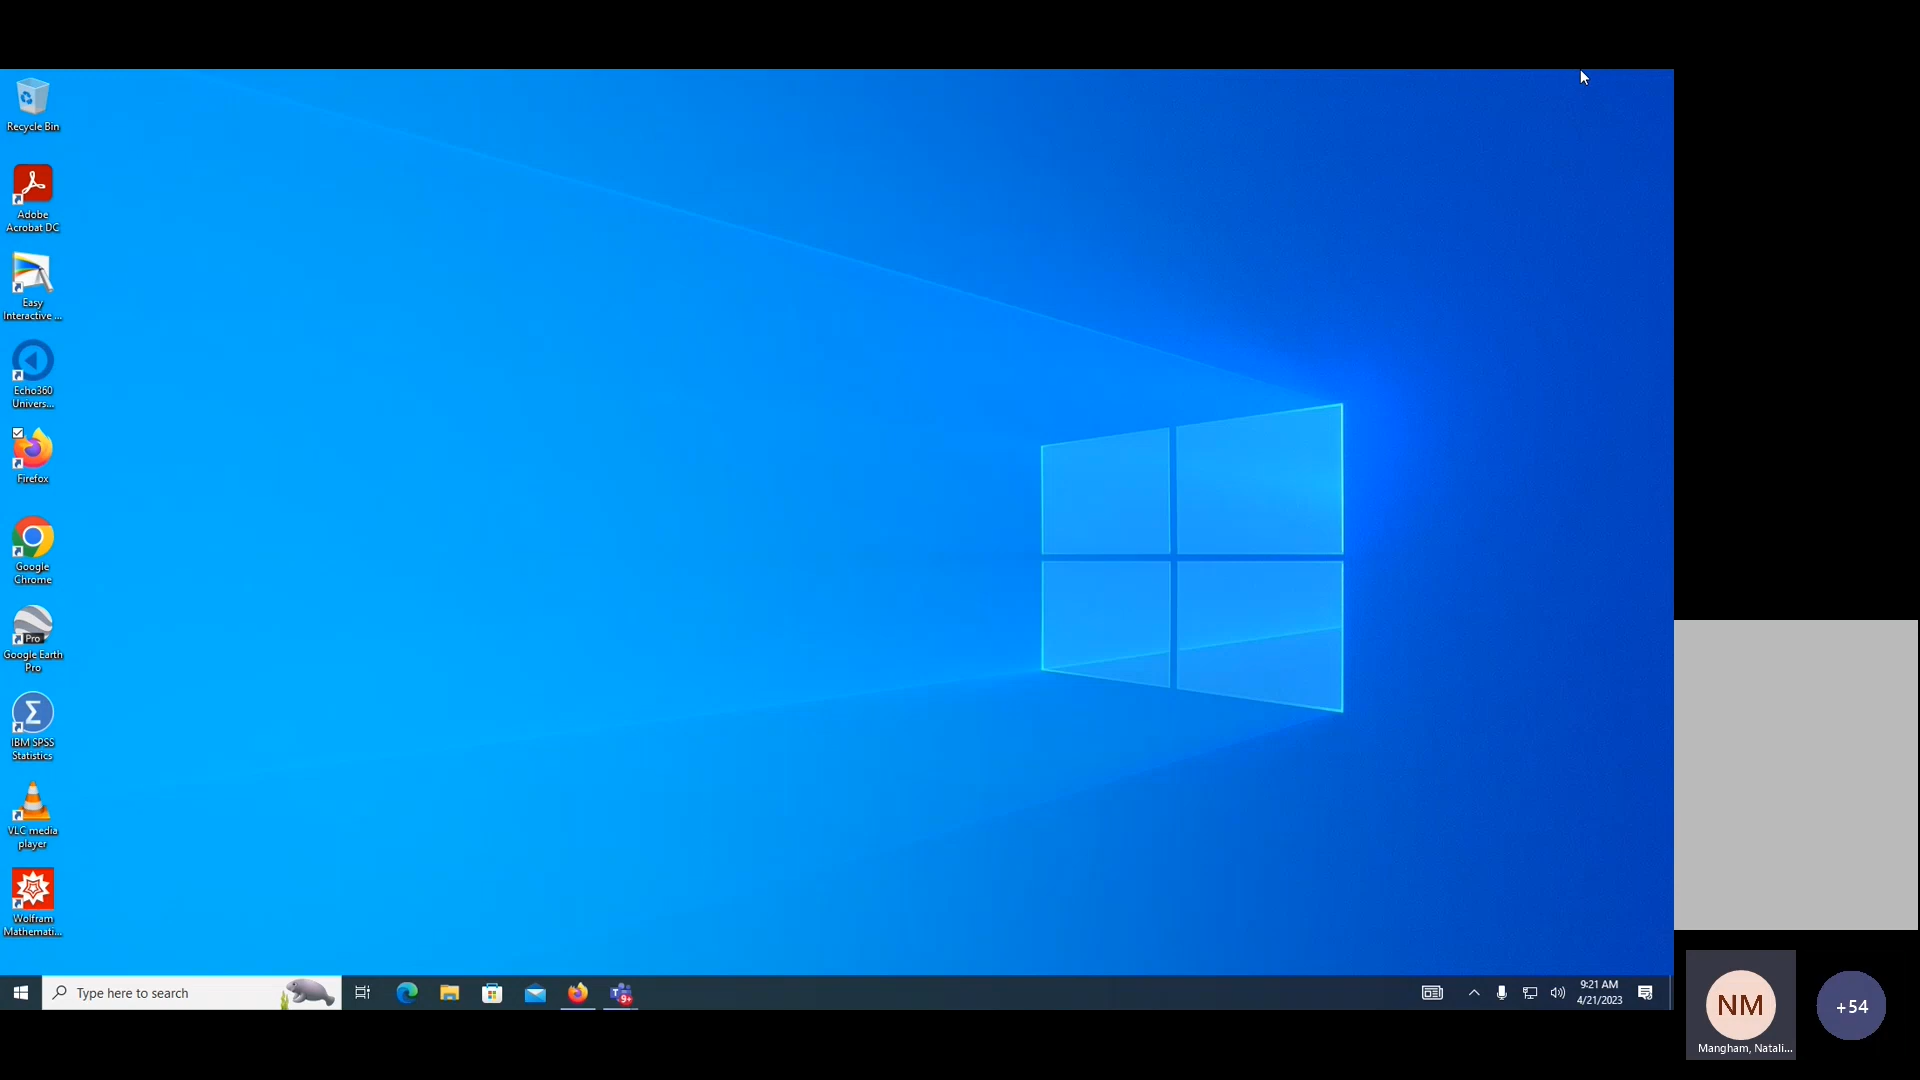 Recycle Bin
Adobe
Acrobat DC
Easy
Interactive ...
Echo360
Univers...
Firefox
Google
Chrome
Pro
Google Earth
Pro
IBM SPSS
Statistics
VLC media
player
Wolfram
Mathemati...
Type here to search
9+
9:21 AM
4/21/2023
NM
Mangham, Natali...
+54